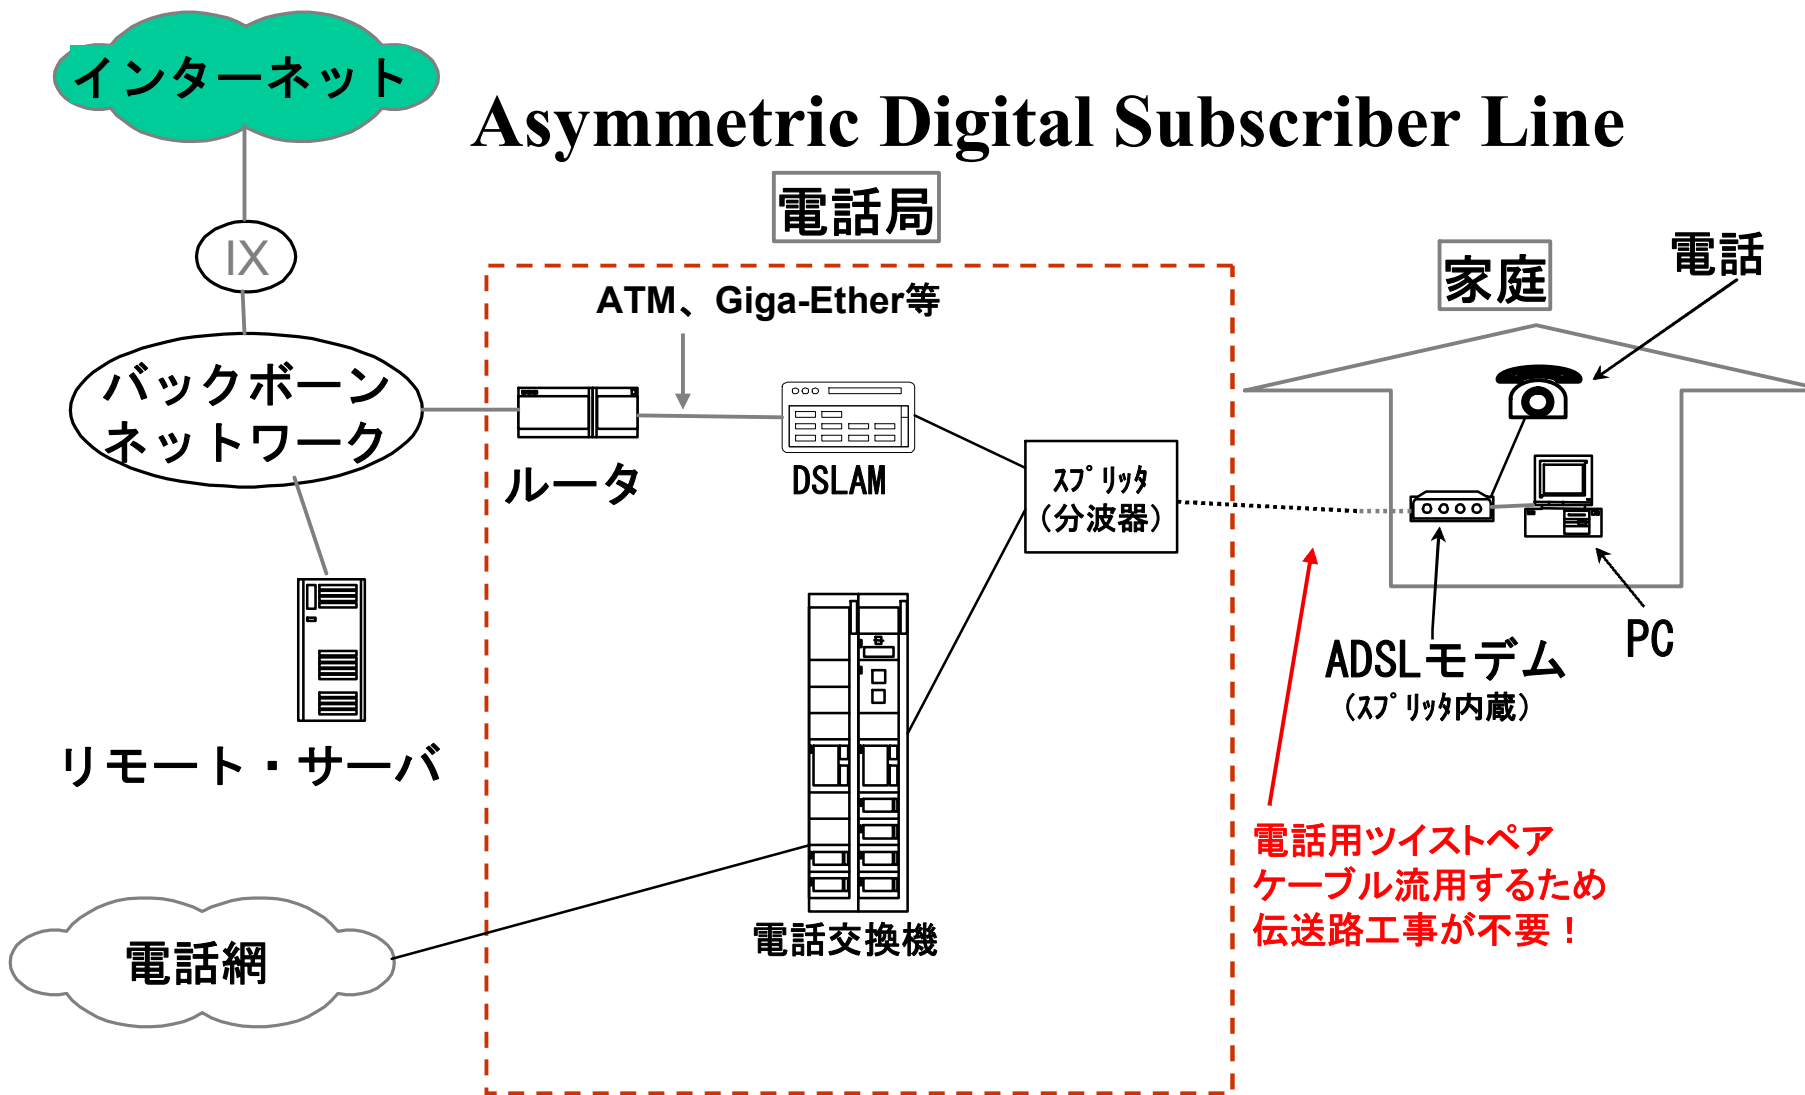 インターネット
Asymmetric Digital Subscriber Line
電話局
IX
家庭
電話
ATM、Giga-Ether等
バックボーン
ネットワーク
ルータ
DSLAM
スプリッタ
（分波器）
ADSLモデム
（スプリッタ内蔵）
PC
リモート・サーバ
電話用ツイストペア
ケーブル流用するため
伝送路工事が不要！
電話交換機
電話網